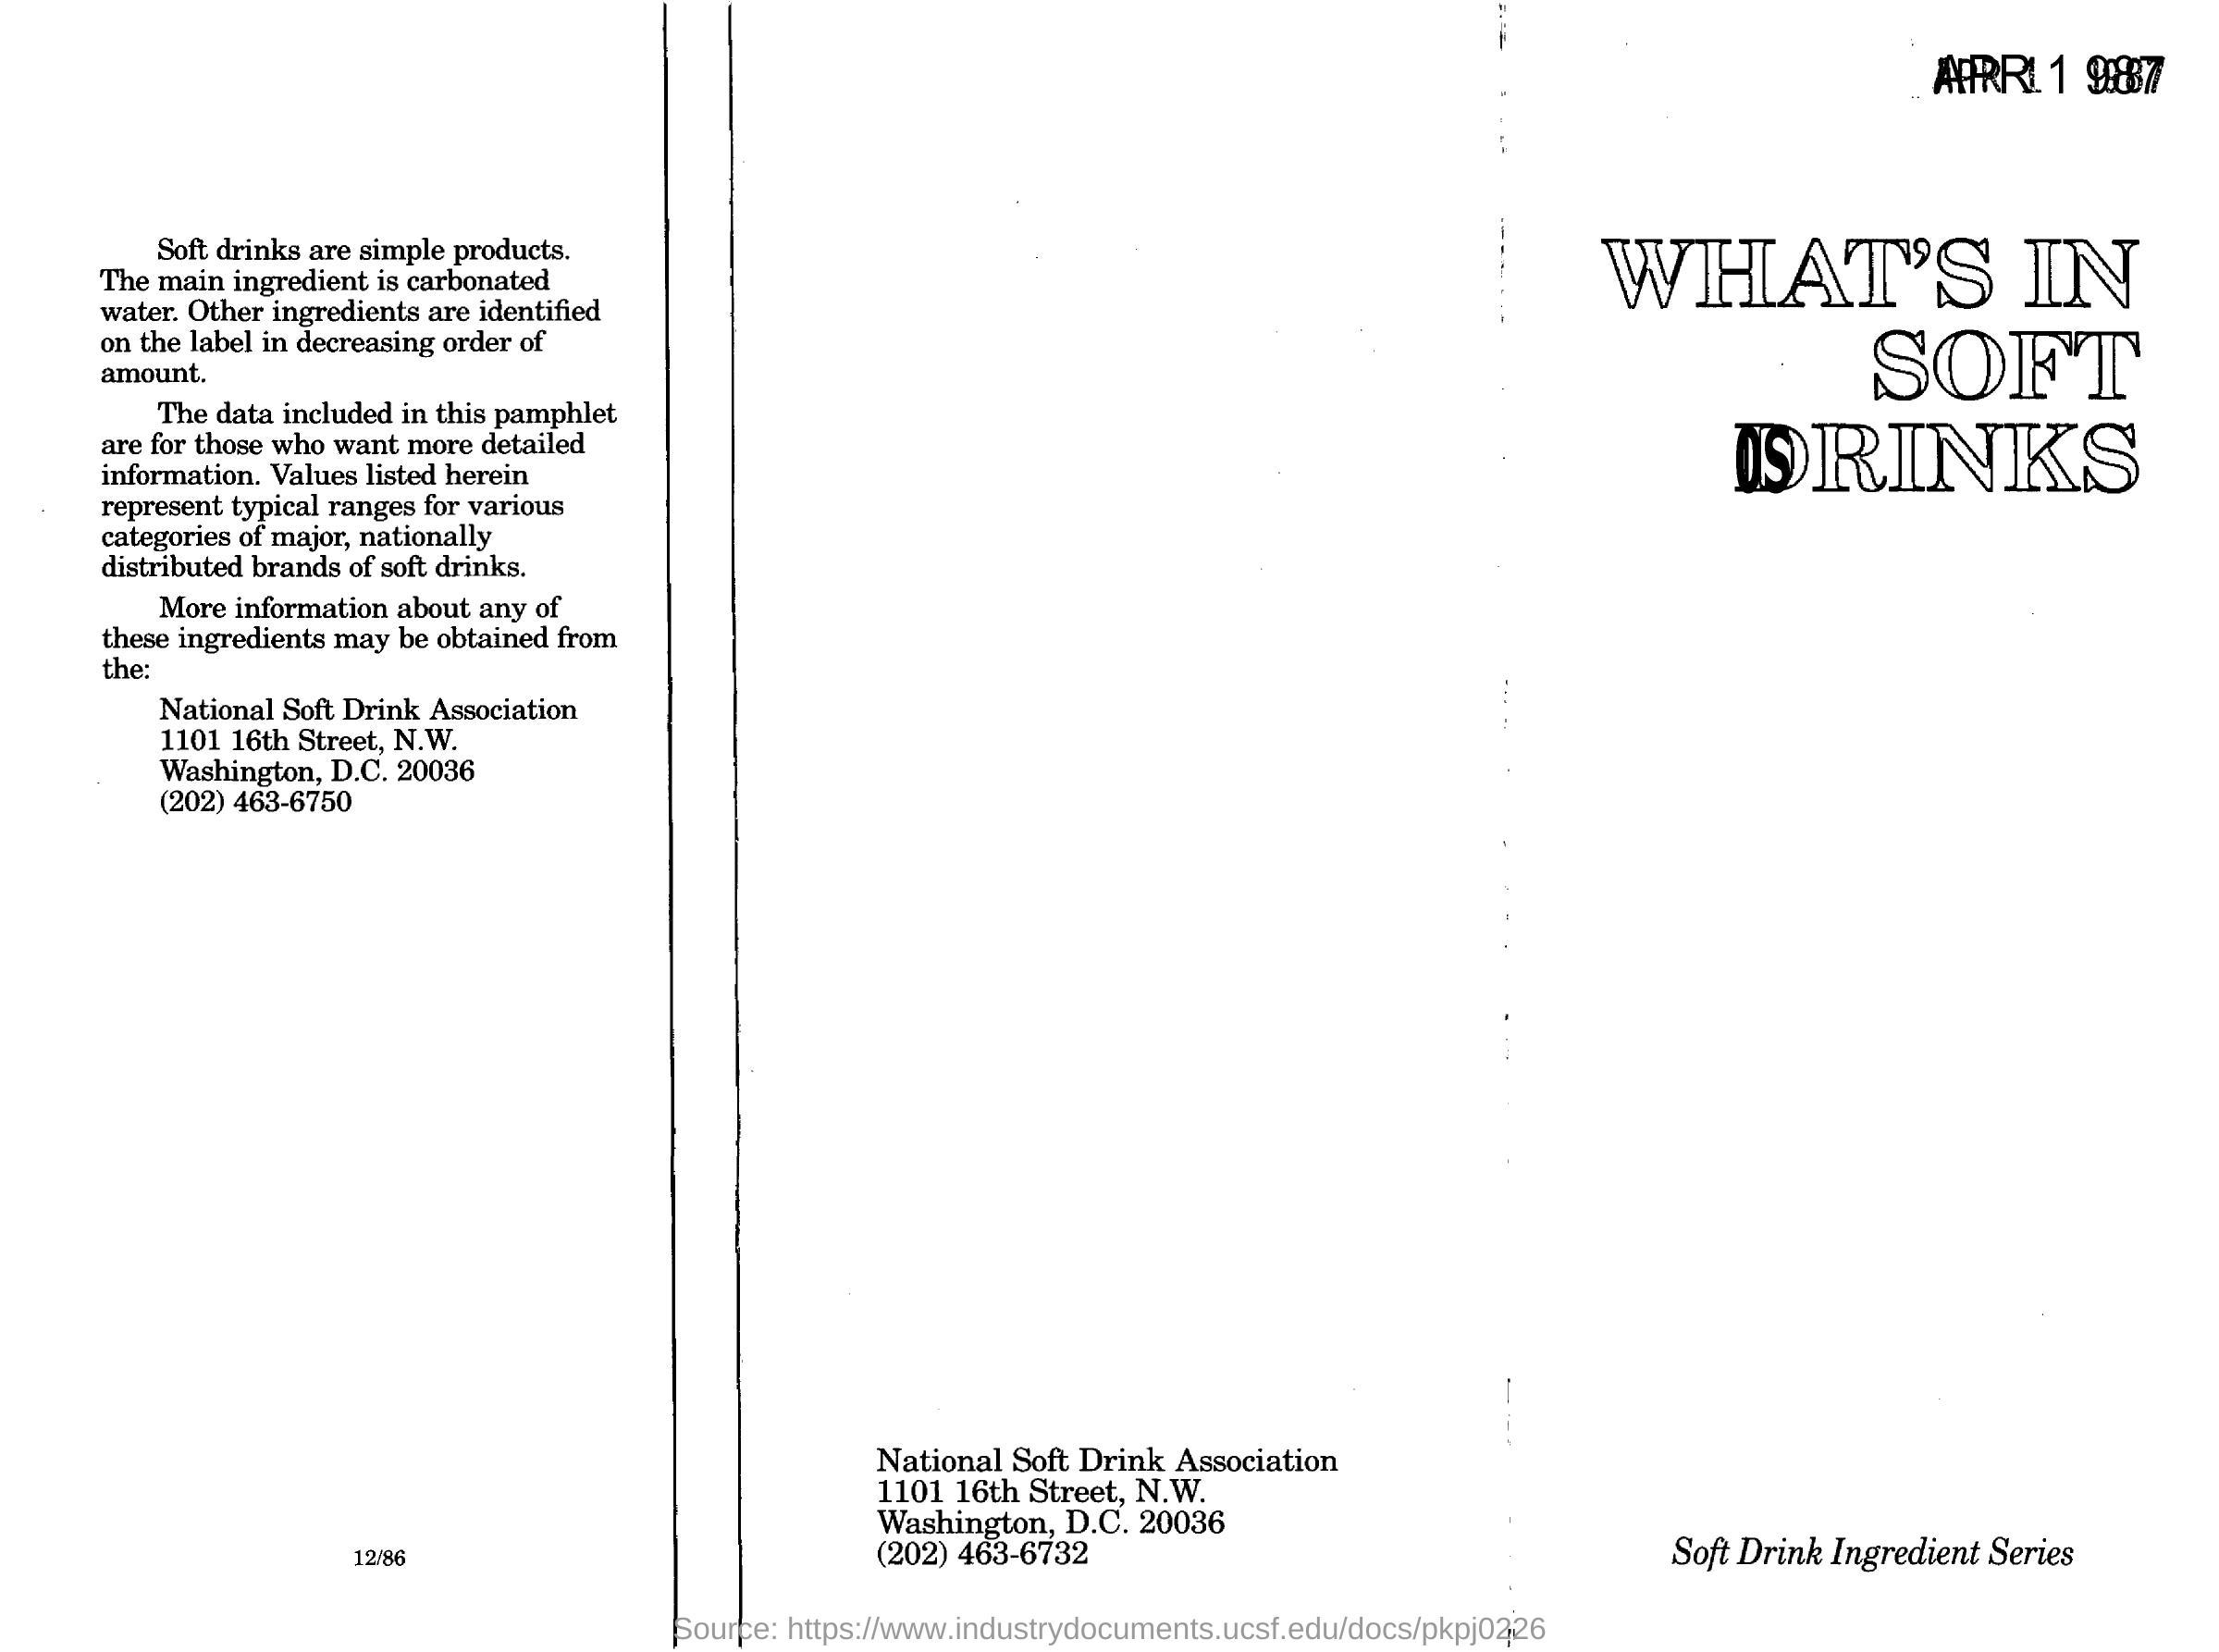 Soft drinks are simple products.
The main ingredient is carbonated
water. Other ingredients are identified
on the label in decreasing order of
amount.
The data included in this pamphlet
are for those who want more detailed
information. Values listed herein
represent typical ranges for various
categories of major, nationally
distributed brands of soft drinks.
More information about any of
these ingredients may be obtained from
the:
National Soft Drink Association
1101 16th Street, N.W.
Washington, D.C. 20036
(202) 463-6750
12/86
National Soft Drink Association
1101 16th Street, N.W.
Washington, D.C. 20036
(202) 463-6732
APR 1 1987
WHAT'S IN
SOFT
DRINKS
Soft Drink Ingredient Series
Source: https://www.industrydocuments.ucsf.edu/docs/pkpj0226